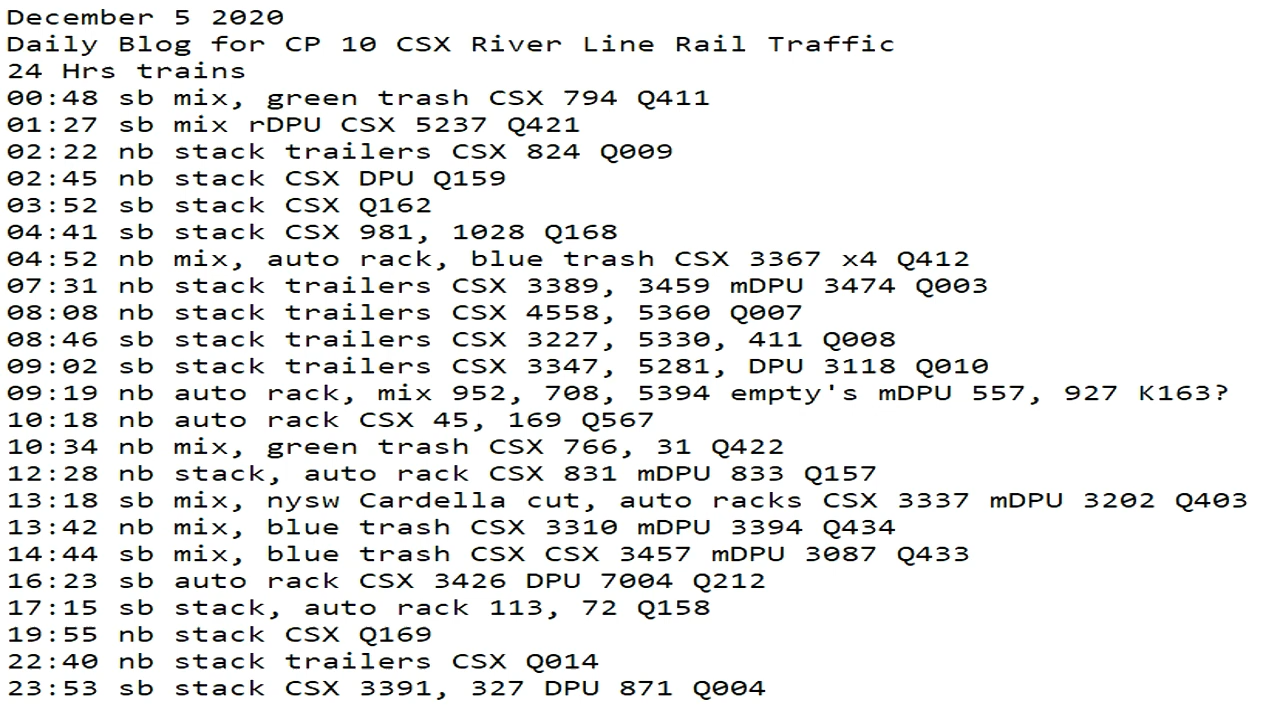 December 5 2020
Daily Blog for CP 10 CSX River Line Rail Traffic
24 Hrs trains
00:48 sb mix, green trash CSX 794 Q411
01:27 sb mix rDPU CSX 5237 Q421
02:22 nb stack trailers CSX 824 Q009
02:45 nb stack CSX DPU Q159
03:52 sb stack CSX Q162
04:41 sb stack CSX 981, 1028 Q168
04:52 nb mix, auto rack, blue trash CSX 3367 x4 Q412
07:31 nb stack trailers CSX 3389, 3459 mDPU 3474 Q003
08:08 nb stack trailers CSX 4558, 5360 Q007
08:46 sb stack trailers CSX 3227, 5330, 411 Q008
09:02 sb stack trailers CSX 3347, 5281, DPU 3118 Q010
09:19 nb auto rack, mix 952, 708, 5394 empty's mDPU 557, 927 K163?
10:18 nb auto rack CSX 45, 169 Q567
10:34 nb mix, green trash CSX 766, 31 Q422
12:28 nb stack, auto rack CSX 831 mDPU 833 Q157
13:18 sb mix, nysw Cardella cut, auto racks CSX 3337 mDPU 3202 Q403
13:42 nb mix, blue trash CSX 3310 mDPU 3394 Q434
14:44 sb mix, blue trash CSX CSX 3457 mDPU 3087 Q433
16:23 sb auto rack CSX 3426 DPU 7004 Q212
17:15 sb stack, auto rack 113, 72 Q158
19:55 nb stack CSX Q169
22:40 nb stack trailers CSX Q014
23:53 sb stack CSX 3391, 327 DPU 871 Q004